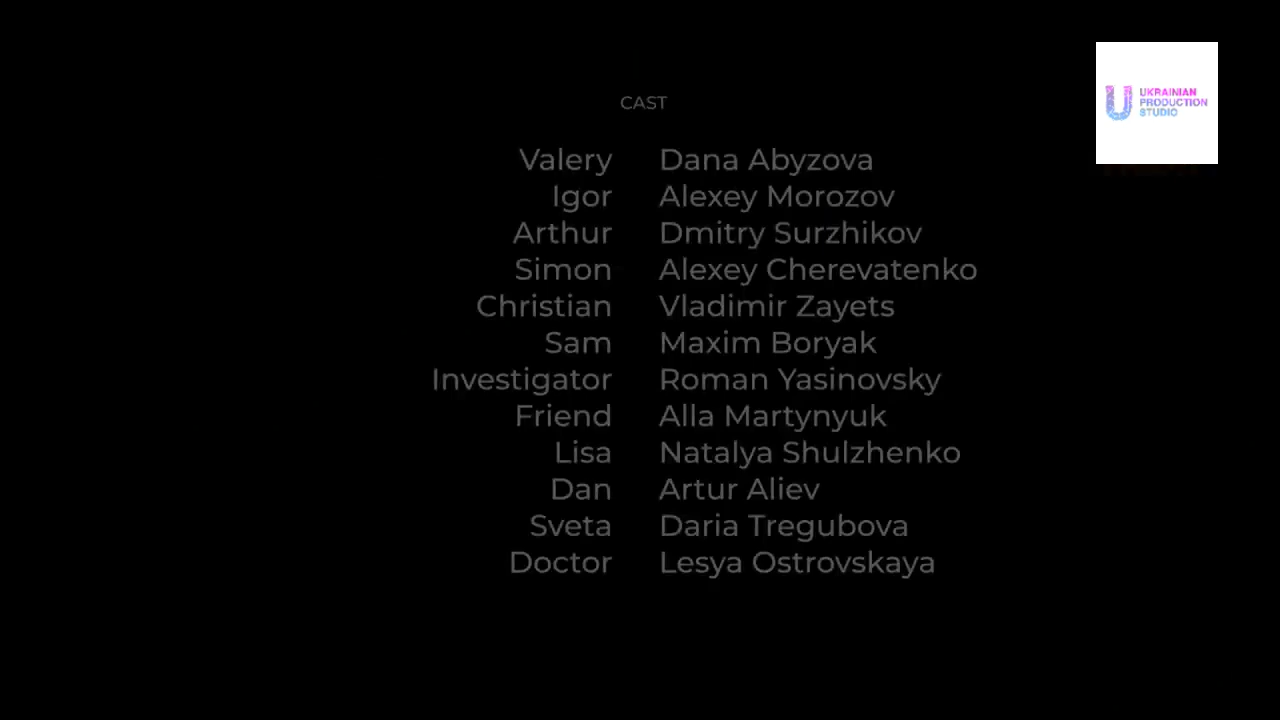 CAST
Valery Dana Abyzova
Igor Alexey Morozov
Arthur Dmitry Surzhikov
Simon Alexey Cherevatenko
Christian Vladimir Zayets
Sam Maxim Boryak
Investigator Roman Yasinovsky
Friend Alla Martynyuk
Lisa Natalya Shulzhenko
Dan Artur Aliev
Sveta Daria Tregubova
Doctor Lesya Ostrovskaya
U UKRAINIAN
PRODUCTION
STUDIO